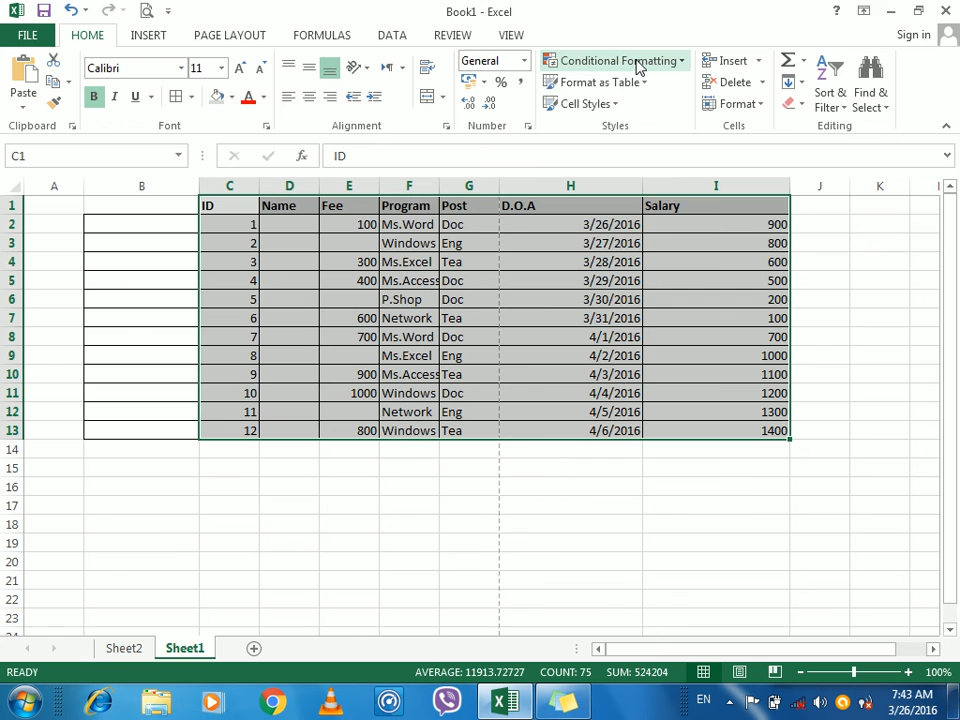 Book1 - Excel
?
FILE HOME INSERT PAGE LAYOUT FORMULAS DATA REVIEW VIEW Sign in
Paste
Calibri 11
B I U
General
Conditional Formatting
Format as Table
Cell Styles
Insert
Delete
Format
Sort & Filter
Find & Select
Clipboard Font Alignment Number Styles Cells Editing
C1 fx ID
A B C D E F G H I J K
1 ID Name Fee Program Post D.O.A Salary
2 1 100 Ms.Word Doc 3/26/2016 900
3 2 Windows Eng 3/27/2016 800
4 3 300 Ms.Excel Tea 3/28/2016 600
5 4 400 Ms.Access Doc 3/29/2016 500
6 5 P.Shop Doc 3/30/2016 200
7 6 600 Network Tea 3/31/2016 100
8 7 700 Ms.Word Doc 4/1/2016 700
9 8 Ms.Excel Eng 4/2/2016 1000
10 9 900 Ms.Access Tea 4/3/2016 1100
11 10 1000 Windows Doc 4/4/2016 1200
12 11 Network Eng 4/5/2016 1300
13 12 800 Windows Tea 4/6/2016 1400
14
15
16
17
18
19
20
21
22
23
Sheet2 Sheet1
READY AVERAGE: 11913.72727 COUNT: 75 SUM: 524204 100%
EN 7:43 AM
3/26/2016